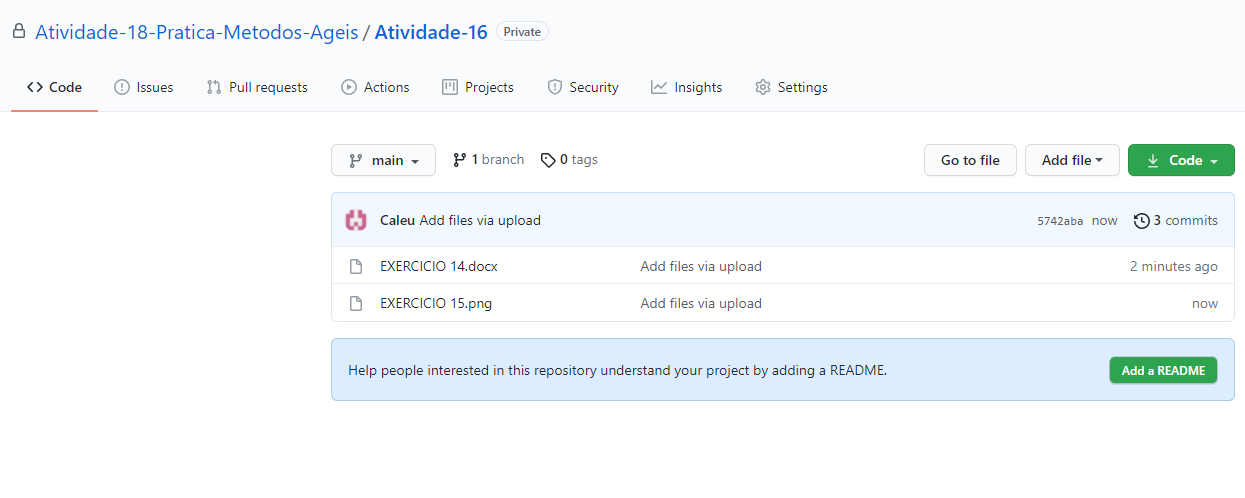 Atividade-18-Pratica-Metodos-Ageis / Atividade-16 Private
Code Issues Pull requests Actions Projects Security Insights Settings
main 1 branch 0 tags Go to file Add file Code
Caleu Add files via upload 5742aba now 3 commits
EXERCICIO 14.docx Add files via upload 2 minutes ago
EXERCICIO 15.png Add files via upload now
Help people interested in this repository understand your project by adding a README. Add a README